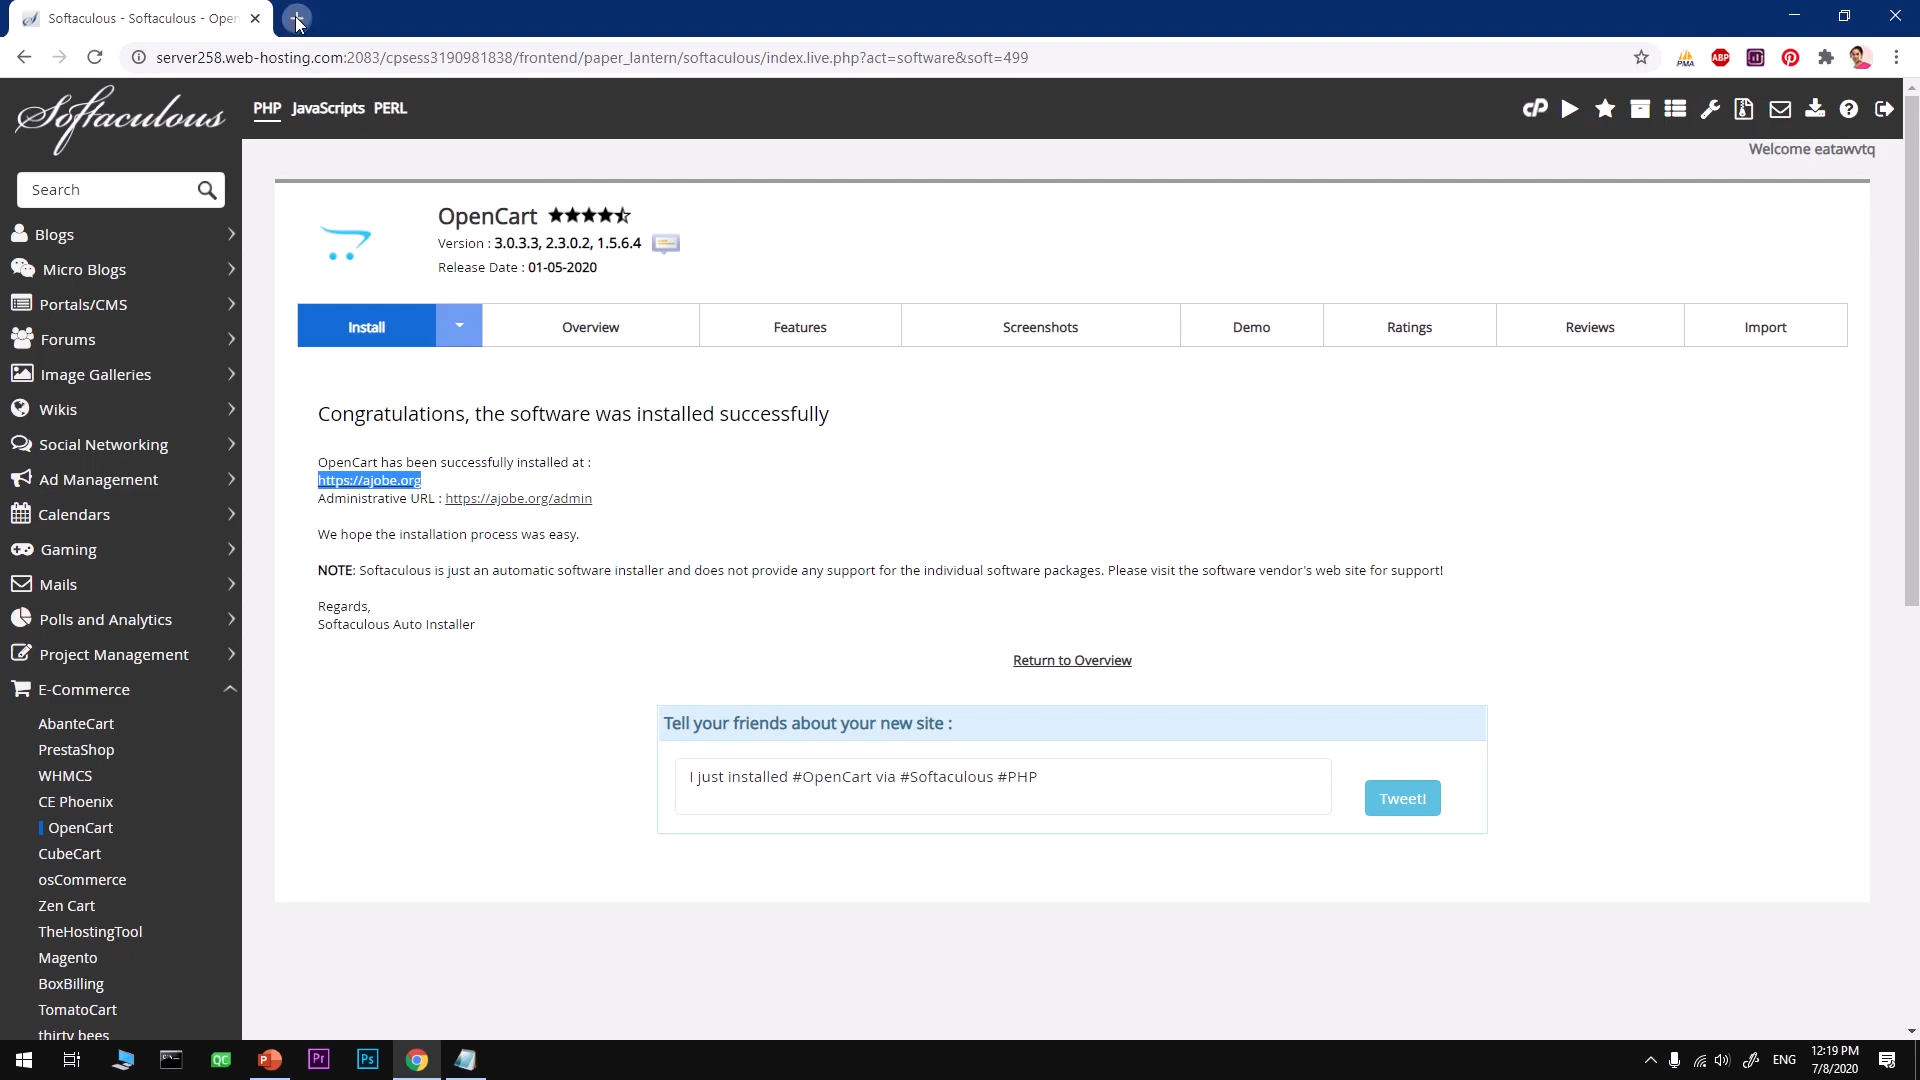 Softaculous - Softaculous - Open
server258.web-hosting.com:2083/cpsess3190981838/frontend/paper_lantern/softaculous/index.live.php?act=software&soft=499
PMA
ABP
Softaculous
PHP JavaScripts PERL
cP
Welcome eatawvtq
Search
Blogs
Micro Blogs
Portals/CMS
Forums
Image Galleries
Wikis
Social Networking
Ad Management
Calendars
Gaming
Mails
Polls and Analytics
Project Management
E-Commerce
AbanteCart
PrestaShop
WHMCS
CE Phoenix
OpenCart
CubeCart
osCommerce
Zen Cart
TheHostingTool
Magento
BoxBilling
TomatoCart
thirty bees
OpenCart
Version : 3.0.3.3, 2.3.0.2, 1.5.6.4
Release Date : 01-05-2020
Install Overview Features Screenshots Demo Ratings Reviews Import
Congratulations, the software was installed successfully
OpenCart has been successfully installed at :
https://ajobe.org
Administrative URL : https://ajobe.org/admin
We hope the installation process was easy.
NOTE: Softaculous is just an automatic software installer and does not provide any support for the individual software packages. Please visit the software vendor's web site for support!
Regards,
Softaculous Auto Installer
Return to Overview
Tell your friends about your new site :
I just installed #OpenCart via #Softaculous #PHP
Tweet!
QC
P
Pr
Ps
ENG
12:19 PM
7/8/2020